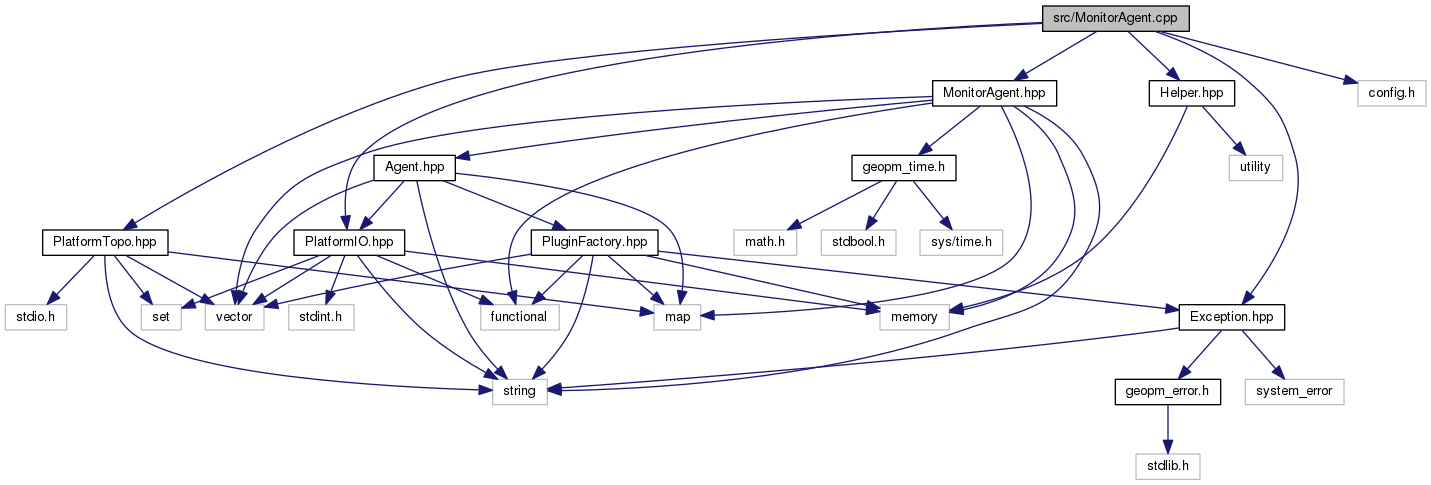 src/MonitorAgent.cpp
MonitorAgent.hpp
Helper.hpp
config.h
Agent.hpp
geopm_time.h
utility
PlatformTopo.hpp
PlatformIO.hpp
PluginFactory.hpp
math.h
stdbool.h
sys/time.h
stdio.h
set
vector
stdint.h
functional
map
memory
Exception.hpp
string
geopm_error.h
system_error
stdlib.h